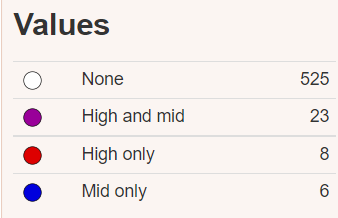 Values
None 525
High and mid 23
High only 8
Mid only 6